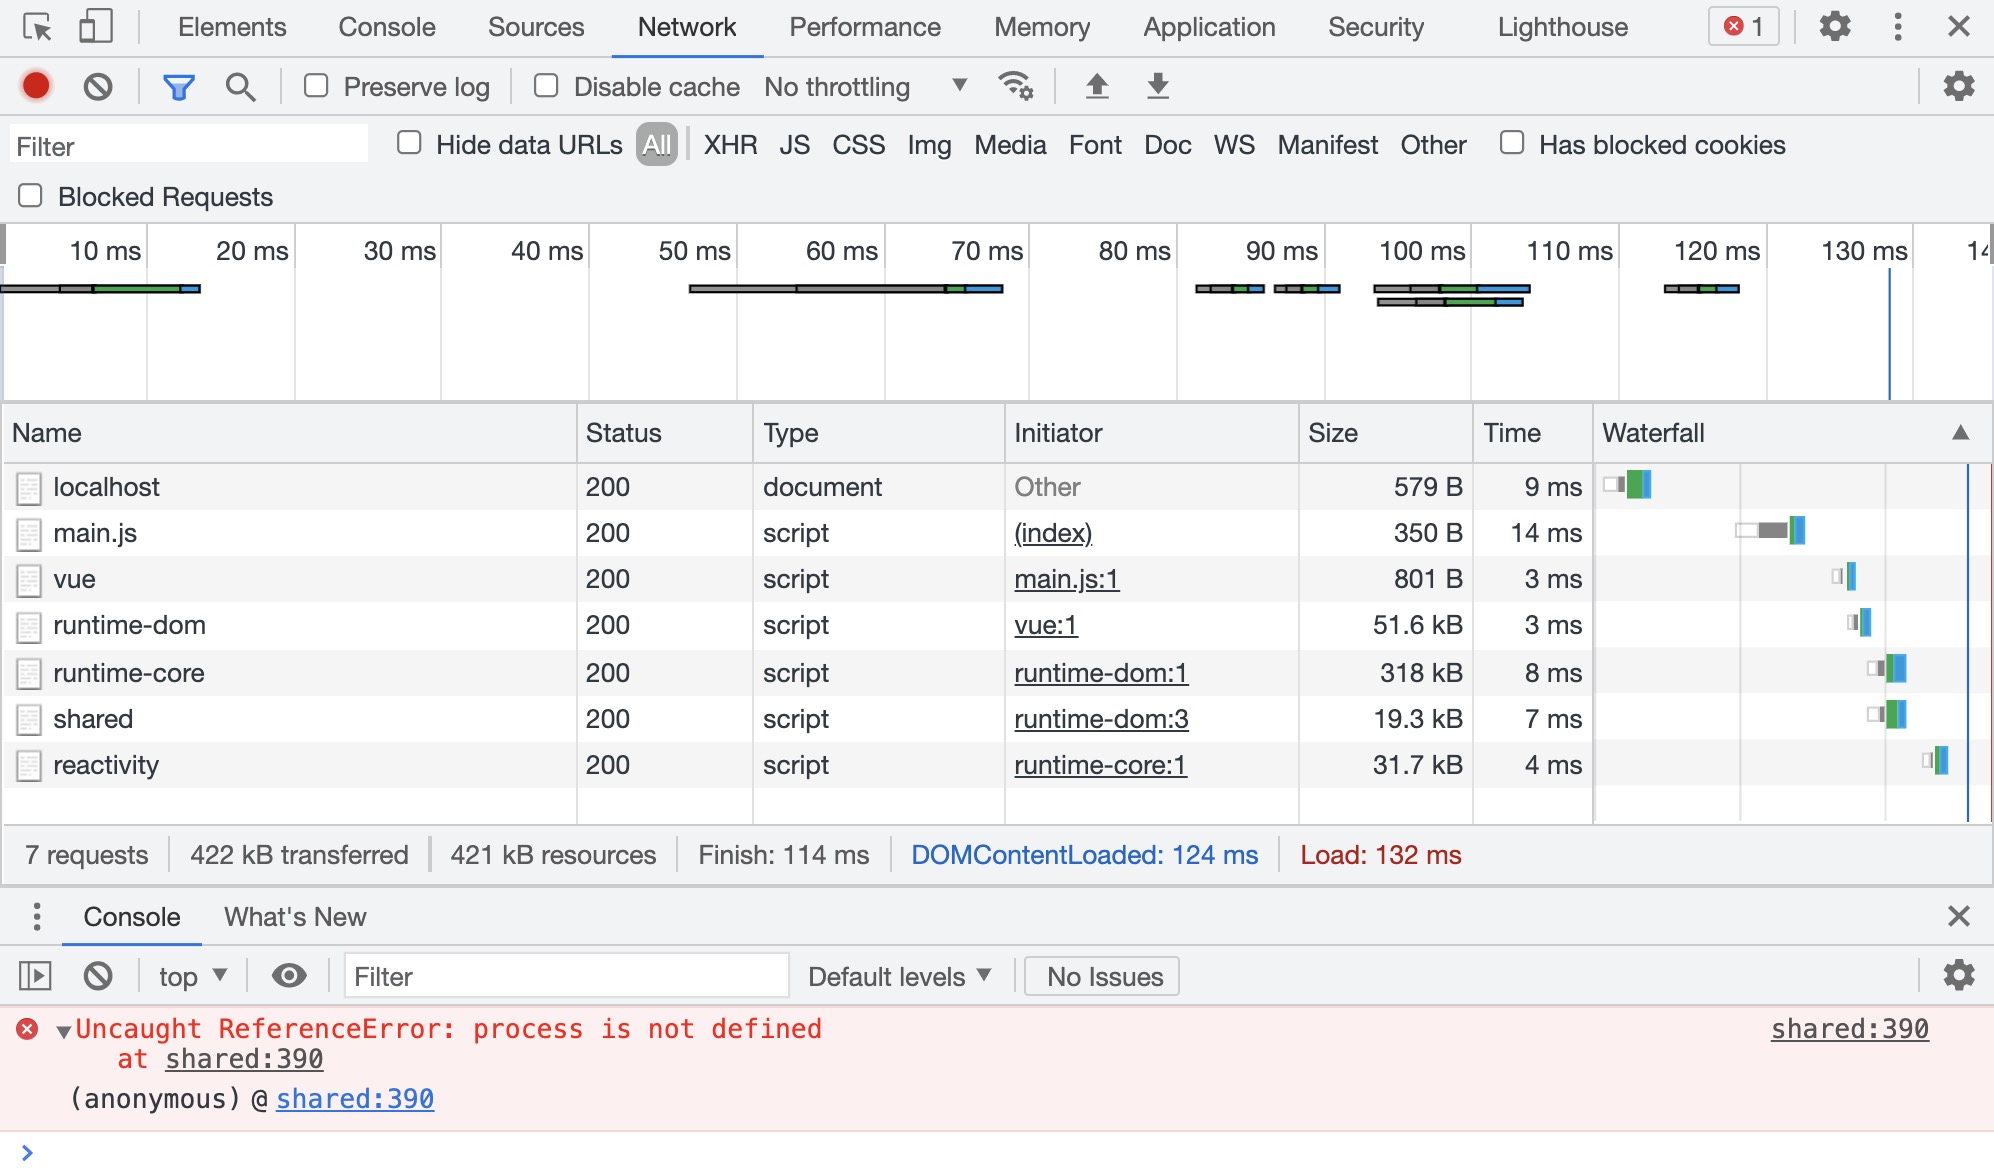 Elements Console Sources Network Performance Memory Application Security Lighthouse 1
Preserve log Disable cache No throttling
Filter Hide data URLs All XHR JS CSS Img Media Font Doc WS Manifest Other Has blocked cookies
Blocked Requests
10 ms 20 ms 30 ms 40 ms 50 ms 60 ms 70 ms 80 ms 90 ms 100 ms 110 ms 120 ms 130 ms 14
Name Status Type Initiator Size Time Waterfall
localhost 200 document Other 579 B 9 ms
main.js 200 script (index) 350 B 14 ms
vue 200 script main.js:1 801 B 3 ms
runtime-dom 200 script vue:1 51.6 kB 3 ms
runtime-core 200 script runtime-dom:1 318 kB 8 ms
shared 200 script runtime-dom:3 19.3 kB 7 ms
reactivity 200 script runtime-core:1 31.7 kB 4 ms
7 requests 422 kB transferred 421 kB resources Finish: 114 ms DOMContentLoaded: 124 ms Load: 132 ms
Console What's New
top Filter Default levels No Issues
Uncaught ReferenceError: process is not defined shared:390
at shared:390
(anonymous) @ shared:390